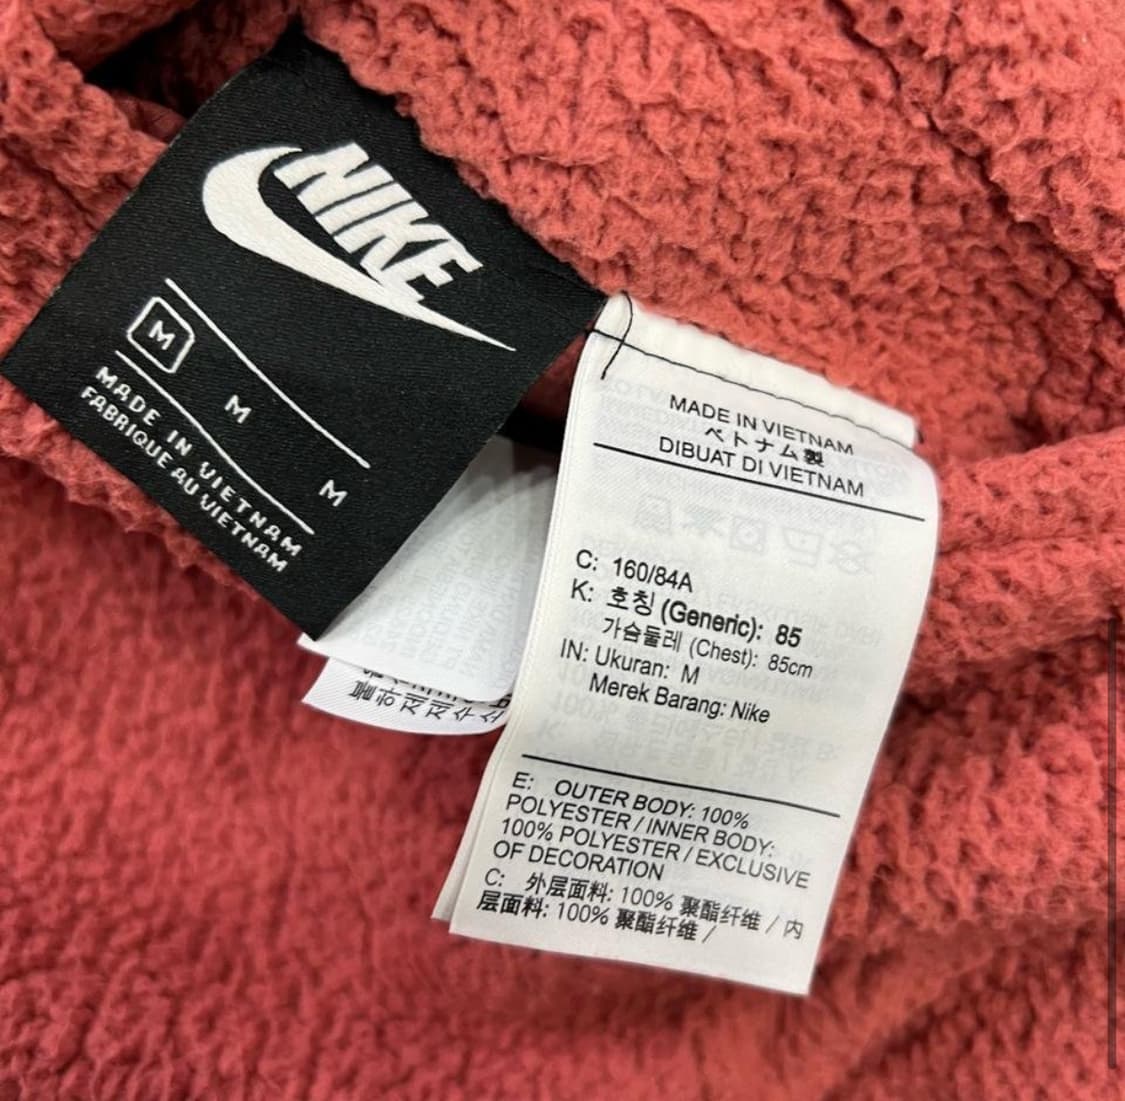 NIKE
M
M
M
MADE IN VIETNAM
FABRIQUE AU VIETNAM
MADE IN VIETNAM
ベトナム製
DIBUAT DI VIETNAM
C: 160/84A
K: 호칭 (Generic): 85
가슴둘레 (Chest): 85cm
IN: Ukuran: M
Merek Barang: Nike
E: OUTER BODY: 100%
POLYESTER / INNER BODY:
100% POLYESTER / EXCLUSIVE
OF DECORATION
C: 外层面料: 100% 聚酯纤维 / 内
层面料: 100% 聚酯纤维 /